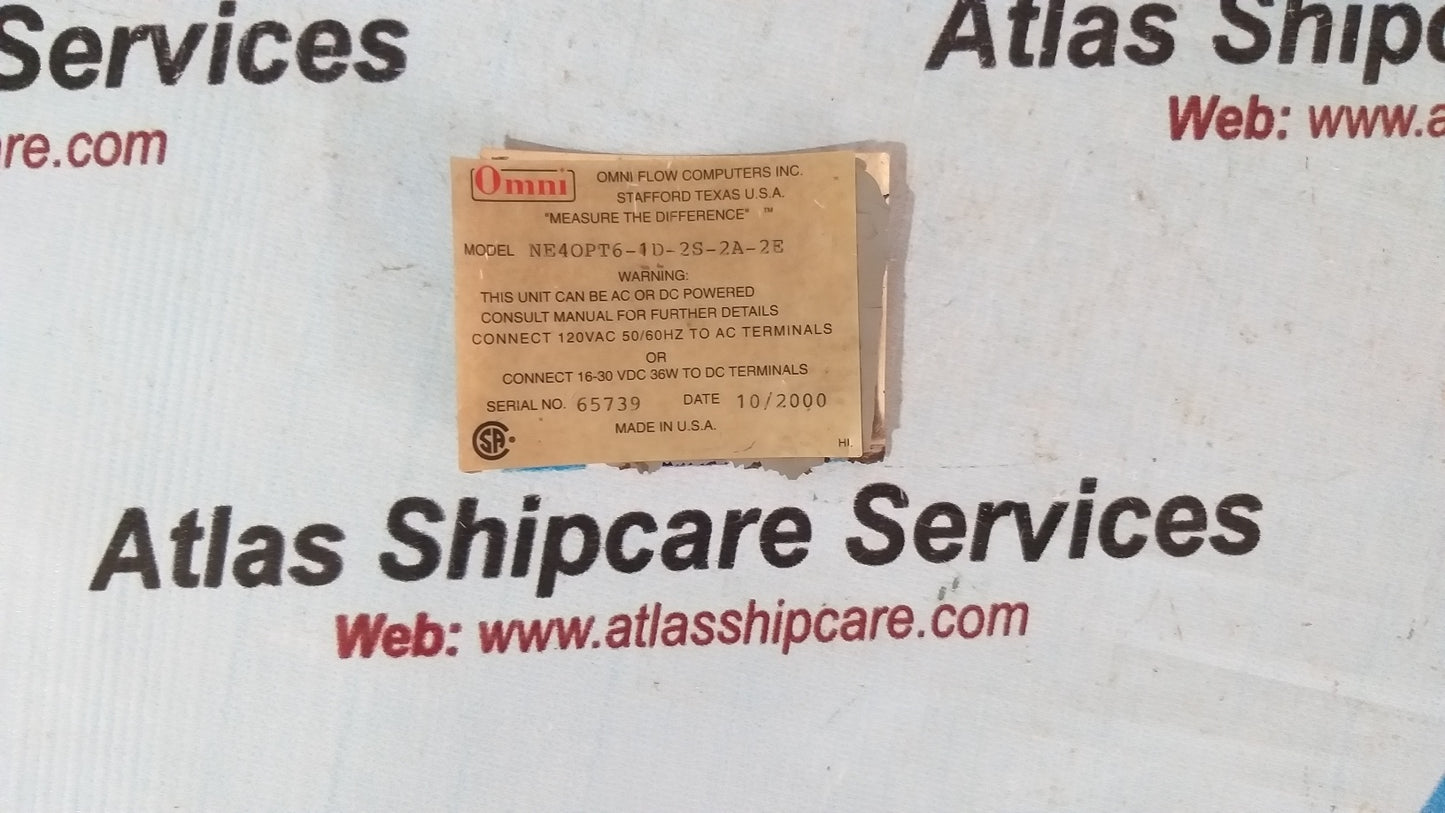 Services
Atlas Shipc
re.com
Web: www.a
Omni
OMNI FLOW COMPUTERS INC.
STAFFORD TEXAS U.S.A.
"MEASURE THE DIFFERENCE" ™
MODEL NE4OPT6-1D-2S-2A-2E
WARNING:
THIS UNIT CAN BE AC OR DC POWERED
CONSULT MANUAL FOR FURTHER DETAILS
CONNECT 120VAC 50/60HZ TO AC TERMINALS
OR
CONNECT 16-30 VDC 36W TO DC TERMINALS
SERIAL NO. 65739 DATE 10/2000
MADE IN U.S.A.
SA
HI.
Atlas Shipcare Services
Web: www.atlasshipcare.com